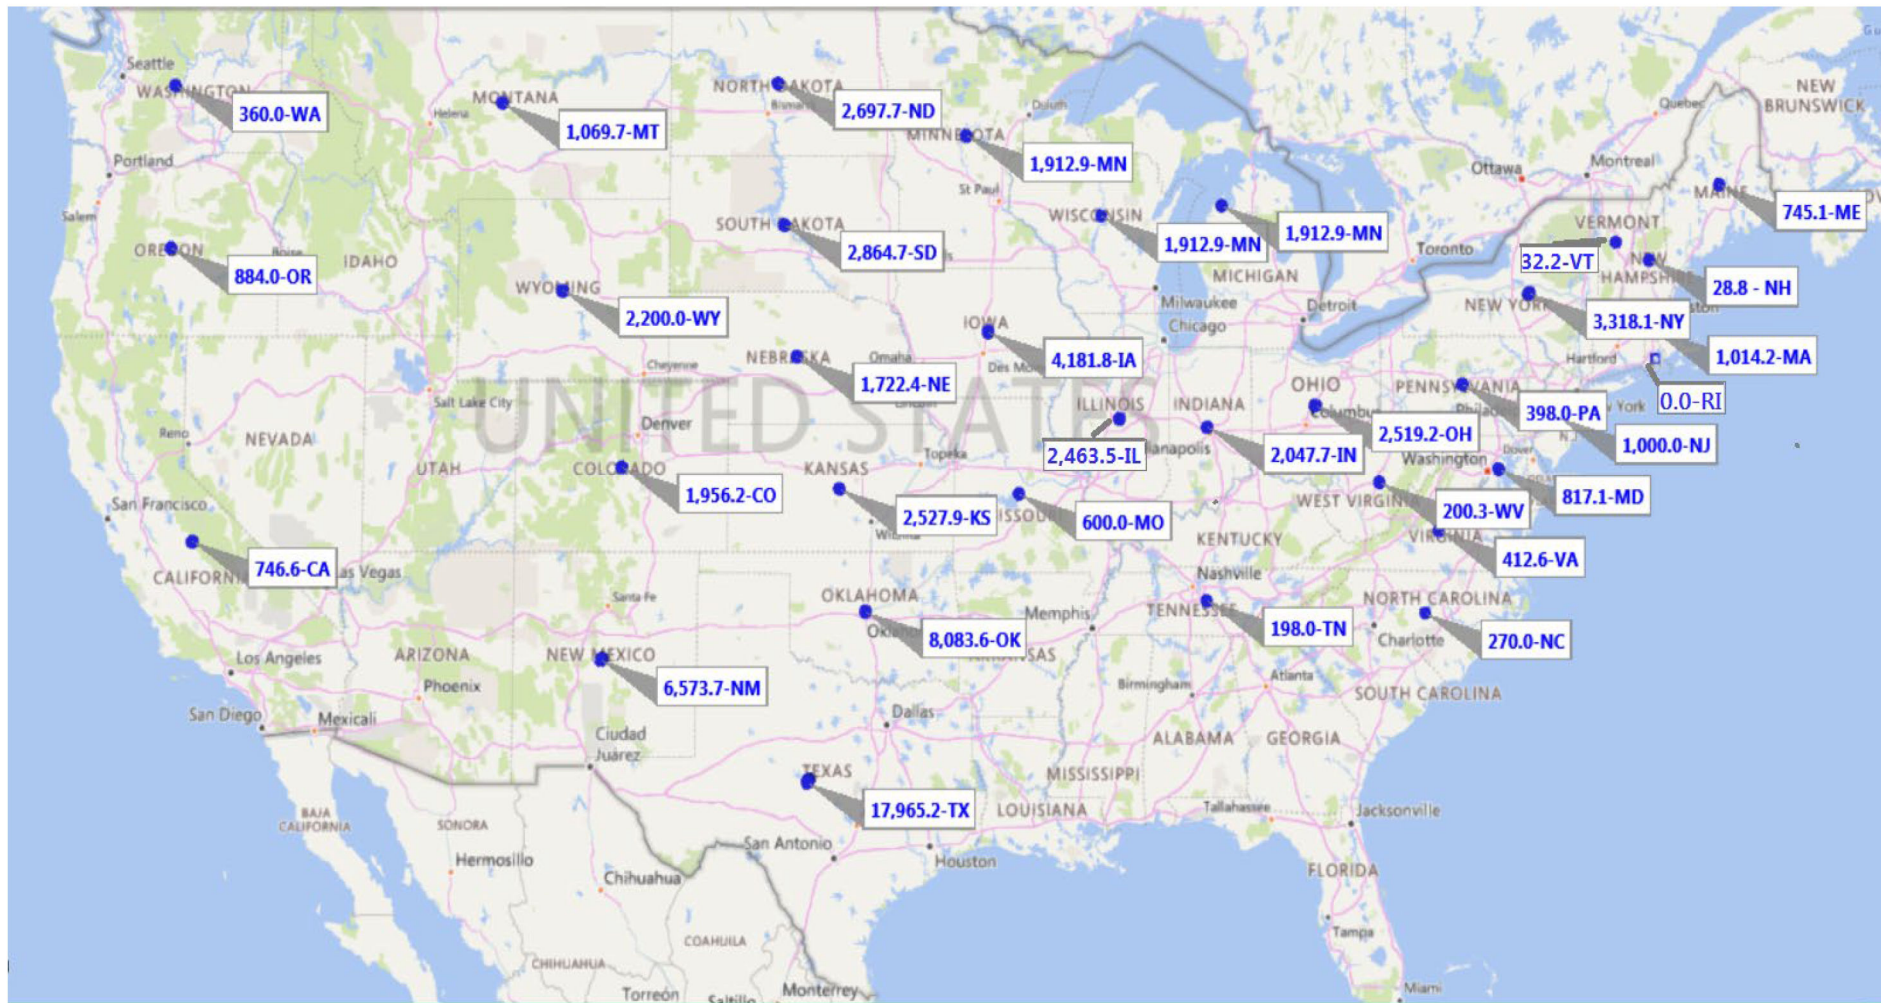 Seattle
WASHINGTON
360.0-WA
MONTANA
Helena
1,069.7-MT
NORTH DAKOTA
2,697.7-ND
Duluth
MINNESOTA
1,912.9-MN
Quebec
NEW
BRUNSWICK
Portland
Ottawa
Montreal
St Paul
Salem
MAINE
745.1-ME
OREGON
884.0-OR
IDAHO
SOUTH DAKOTA
2,864.7-SD
WISCONSIN
1,912.9-MN
1,912.9-MN
MICHIGAN
Toronto
VERMONT
32.2-VT
NEW
HAMPSHIRE
28.8 - NH
WYOMING
2,200.0-WY
Milwaukee
Chicago
Detroit
NEW YORK
3,318.1-NY
IOWA
4,181.8-IA
Hartford
1,014.2-MA
NEBRASKA
Omaha
1,722.4-NE
Cheyenne
UNITED STATES
Salt Lake City
ILLINOIS
INDIANA
OHIO
Columbus
PENNSYLVANIA
398.0-PA
0.0-RI
Reno
NEVADA
Denver
2,463.5-IL
2,047.7-IN
2,519.2-OH
1,000.0-NJ
UTAH
COLORADO
1,956.2-CO
KANSAS
Topeka
2,527.9-KS
600.0-MO
Washington
Dover
817.1-MD
San Francisco
WEST VIRGINIA
200.3-WV
KENTUCKY
VIRGINIA
412.6-VA
CALIFORNIA
746.6-CA
Las Vegas
Nashville
Santa Fe
OKLAHOMA
8,083.6-OK
Memphis
TENNESSEE
198.0-TN
NORTH CAROLINA
Charlotte
270.0-NC
Los Angeles
ARIZONA
NEW MEXICO
6,573.7-NM
ARKANSAS
Phoenix
Birmingham
Atlanta
SOUTH CAROLINA
San Diego
Mexicali
Dallas
Ciudad
Juárez
ALABAMA
GEORGIA
TEXAS
17,965.2-TX
MISSISSIPPI
LOUISIANA
Tallahassee
Jacksonville
BAJA
CALIFORNIA
SONORA
San Antonio
Houston
Hermosillo
Chihuahua
FLORIDA
Tampa
COAHUILA
CHIHUAHUA
Torreón
Saltillo
Monterrey
Miami